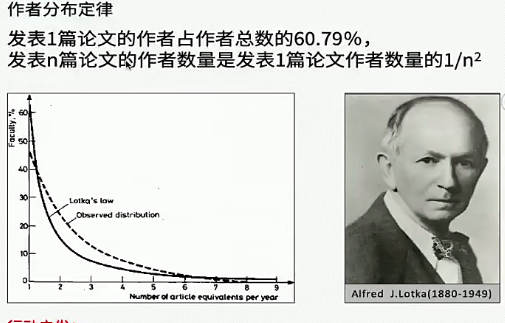 作者分布定律
发表1篇论文的作者占作者总数的60.79%，
发表n篇论文的作者数量是发表1篇论文作者数量的1/n²
Faculty, %
60
50
40
30
20
10
0
Lotka's law
Observed distribution
1 2 3 4 5 6 7 8 9
Number of article equivalents per year
Alfred J.Lotka(1880-1949)